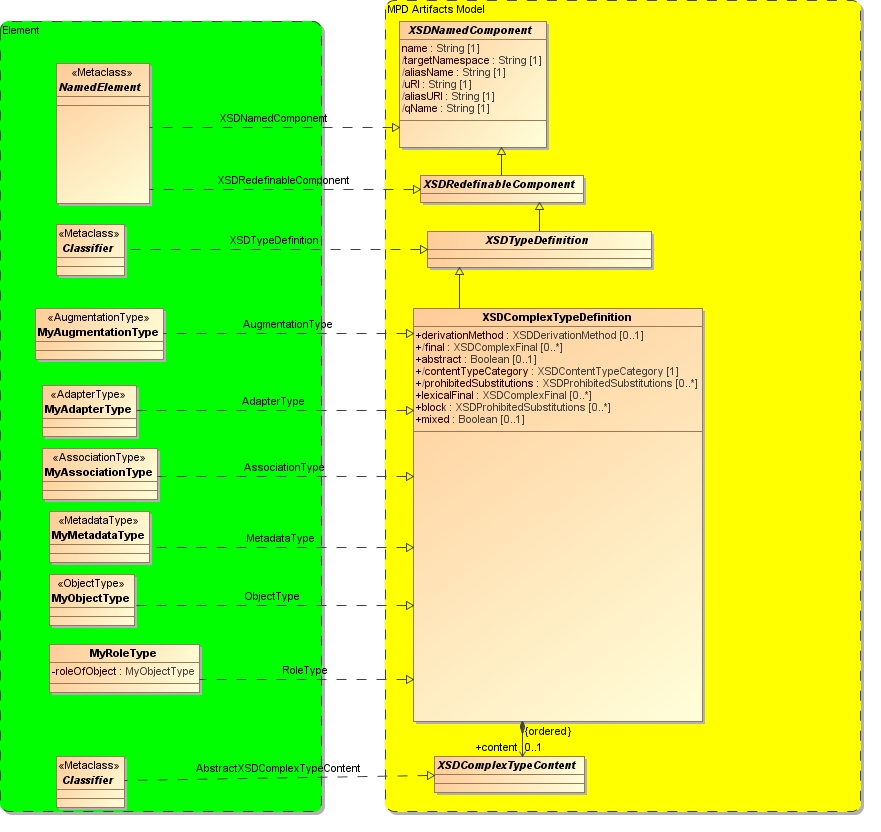 Element
«Metaclass»
NamedElement
«Metaclass»
Classifier
«AugmentationType»
MyAugmentationType
«AdapterType»
MyAdapterType
«AssociationType»
MyAssociationType
«MetadataType»
MyMetadataType
«ObjectType»
MyObjectType
MyRoleType
-roleOfObject : MyObjectType
«Metaclass»
Classifier
XSDNamedComponent
XSDRedefinableComponent
XSDTypeDefinition
AugmentationType
AdapterType
AssociationType
MetadataType
ObjectType
RoleType
AbstractXSDComplexTypeContent
MPD Artifacts Model
XSDNamedComponent
name : String [1]
/targetNamespace : String [1]
/aliasName : String [1]
/uRI : String [1]
/aliasURI : String [1]
/qName : String [1]
XSDRedefinableComponent
XSDTypeDefinition
XSDComplexTypeDefinition
+derivationMethod : XSDDerivationMethod [0..1]
+/final : XSDComplexFinal [0..*]
+abstract : Boolean [0..1]
+/contentTypeCategory : XSDContentTypeCategory [1]
+/prohibitedSubstitutions : XSDProhibitedSubstitutions [0..*]
+lexicalFinal : XSDComplexFinal [0..*]
+block : XSDProhibitedSubstitutions [0..*]
+mixed : Boolean [0..1]
{ordered}
+content 0..1
XSDComplexTypeContent